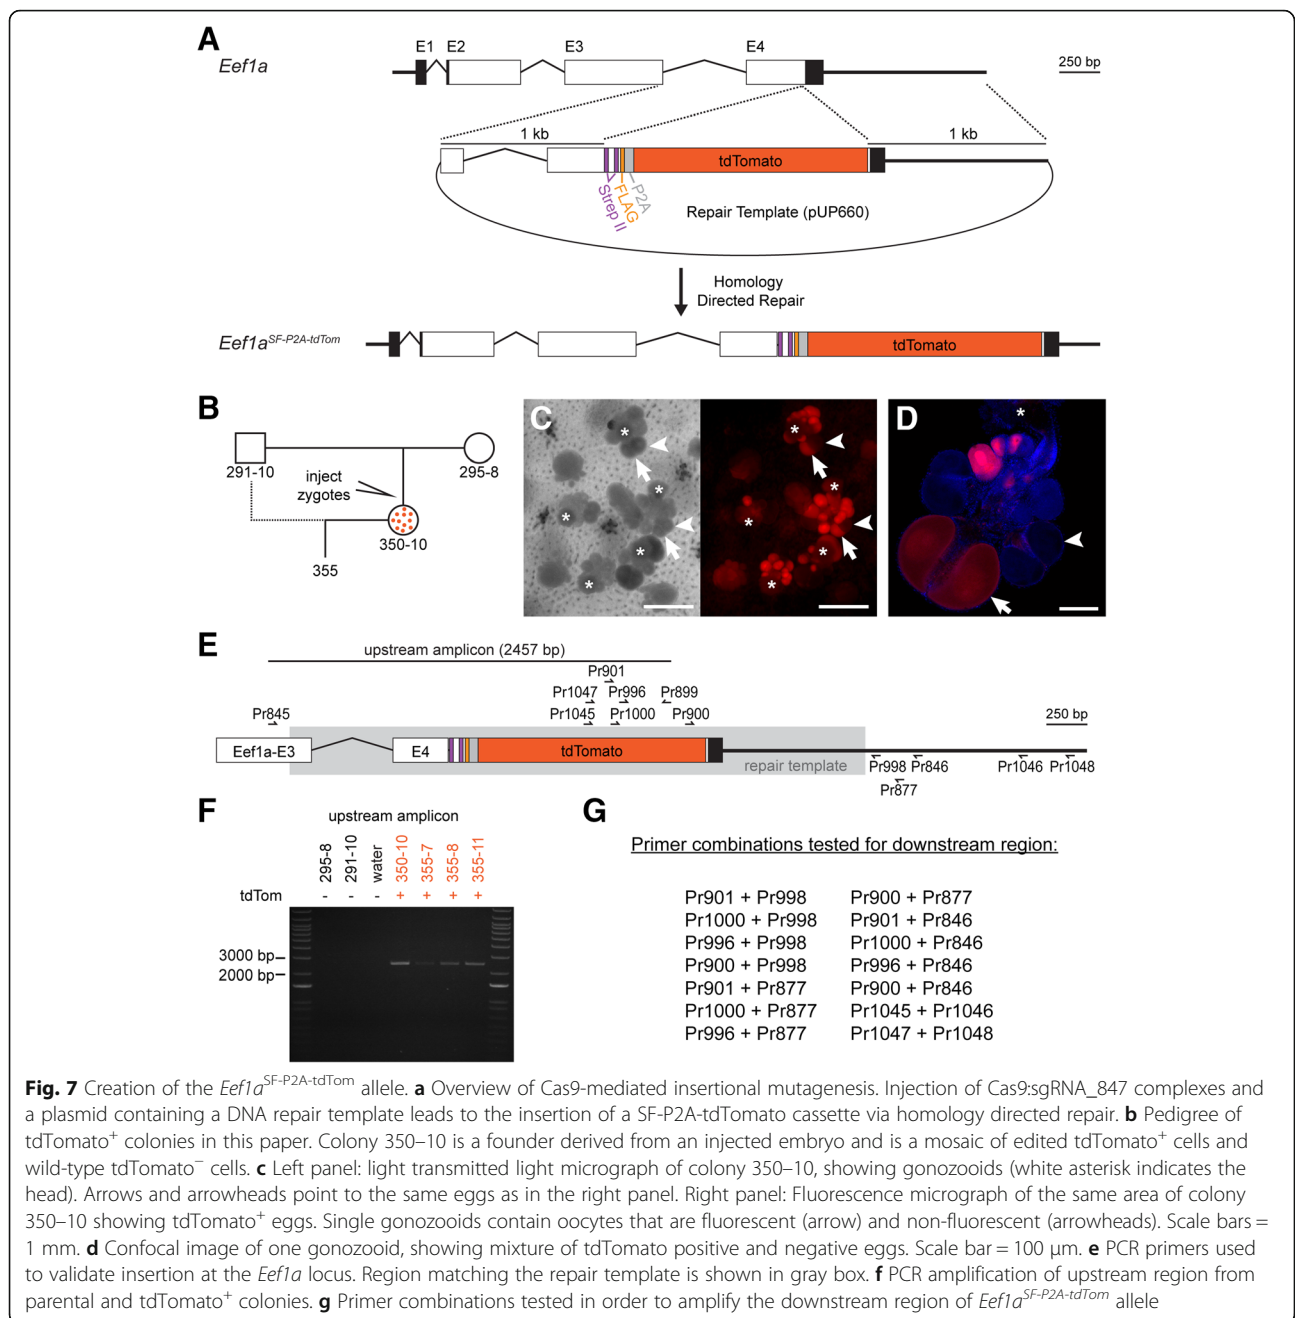 A
Eef1a
E1 E2 E3 E4
250 bp
1 kb
1 kb
tdTomato
Strep II
FLAG
P2A
Repair Template (pUP660)
Homology
Directed Repair
Eef1a^SF-P2A-tdTom
tdTomato
B
291-10
295-8
inject
zygotes
350-10
355
C
*
*
*
*
*
*
*
*
*
*
D
*
E
upstream amplicon (2457 bp)
Pr901
Pr1047 Pr996 Pr899
Pr845 Pr1045 Pr1000 Pr900
250 bp
Eef1a-E3 E4 tdTomato
repair template
Pr998 Pr846 Pr1046 Pr1048
Pr877
F
upstream amplicon
295-8
291-10
water
350-10
355-7
355-8
355-11
tdTom - - - + + + +
3000 bp
2000 bp
G
Primer combinations tested for downstream region:
Pr901 + Pr998 Pr900 + Pr877
Pr1000 + Pr998 Pr901 + Pr846
Pr996 + Pr998 Pr1000 + Pr846
Pr900 + Pr998 Pr996 + Pr846
Pr901 + Pr877 Pr900 + Pr846
Pr1000 + Pr877 Pr1045 + Pr1046
Pr996 + Pr877 Pr1047 + Pr1048
Fig. 7 Creation of the Eef1a^SF-P2A-tdTom allele. a Overview of Cas9-mediated insertional mutagenesis. Injection of Cas9:sgRNA_847 complexes and
a plasmid containing a DNA repair template leads to the insertion of a SF-P2A-tdTomato cassette via homology directed repair. b Pedigree of
tdTomato⁺ colonies in this paper. Colony 350–10 is a founder derived from an injected embryo and is a mosaic of edited tdTomato⁺ cells and
wild-type tdTomato⁻ cells. c Left panel: light transmitted light micrograph of colony 350–10, showing gonozooids (white asterisk indicates the
head). Arrows and arrowheads point to the same eggs as in the right panel. Right panel: Fluorescence micrograph of the same area of colony
350–10 showing tdTomato⁺ eggs. Single gonozooids contain oocytes that are fluorescent (arrow) and non-fluorescent (arrowheads). Scale bars =
1 mm. d Confocal image of one gonozooid, showing mixture of tdTomato positive and negative eggs. Scale bar = 100 μm. e PCR primers used
to validate insertion at the Eef1a locus. Region matching the repair template is shown in gray box. f PCR amplification of upstream region from
parental and tdTomato⁺ colonies. g Primer combinations tested in order to amplify the downstream region of Eef1a^SF-P2A-tdTom allele